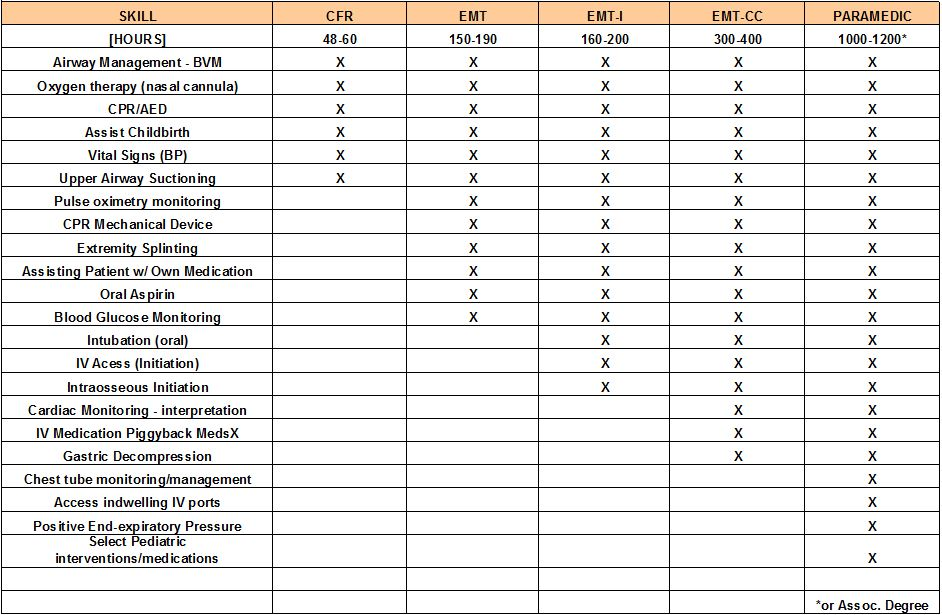 SKILL CFR EMT EMT-I EMT-CC PARAMEDIC
[HOURS] 48-60 150-190 160-200 300-400 1000-1200*
Airway Management - BVM X X X X X
Oxygen therapy (nasal cannula) X X X X X
CPR/AED X X X X X
Assist Childbirth X X X X X
Vital Signs (BP) X X X X X
Upper Airway Suctioning X X X X X
Pulse oximetry monitoring X X X X
CPR Mechanical Device X X X X
Extremity Splinting X X X X
Assisting Patient w/ Own Medication X X X X
Oral Aspirin X X X X
Blood Glucose Monitoring X X X X
Intubation (oral) X X X
IV Acess (Initiation) X X X
Intraosseous Initiation X X X
Cardiac Monitoring - interpretation X X
IV Medication Piggyback MedsX X X
Gastric Decompression X X
Chest tube monitoring/management X
Access indwelling IV ports X
Positive End-expiratory Pressure X
Select Pediatric
interventions/medications X
*or Assoc. Degree